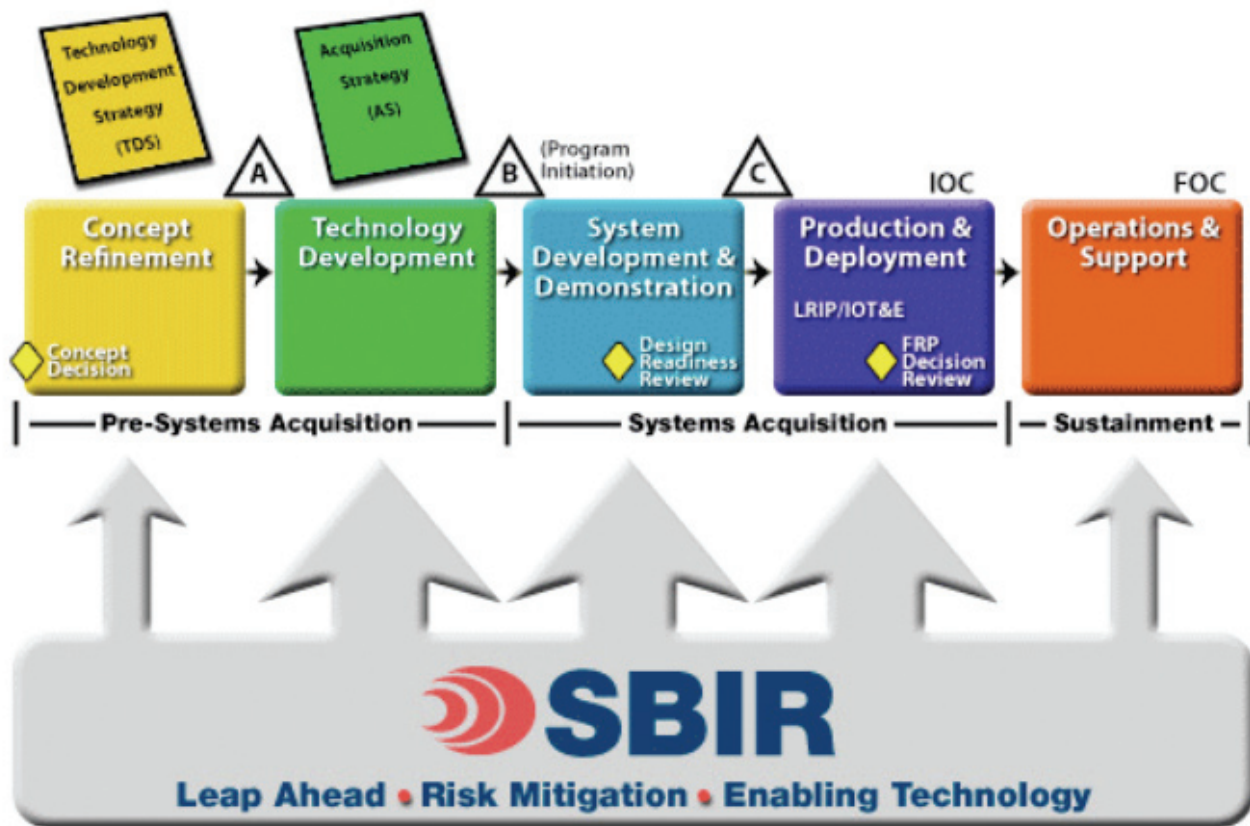 Technology
Development
Strategy
(TDS)
Acquisition
Strategy
(AS)
A
B
(Program
Initiation)
C
IOC
FOC
Concept
Refinement
Concept
Decision
Technology
Development
System
Development &
Demonstration
Design
Readiness
Review
Production &
Deployment
LRIP/IOT&E
FRP
Decision
Review
Operations &
Support
Pre-Systems Acquisition
Systems Acquisition
Sustainment
SBIR
Leap Ahead • Risk Mitigation • Enabling Technology